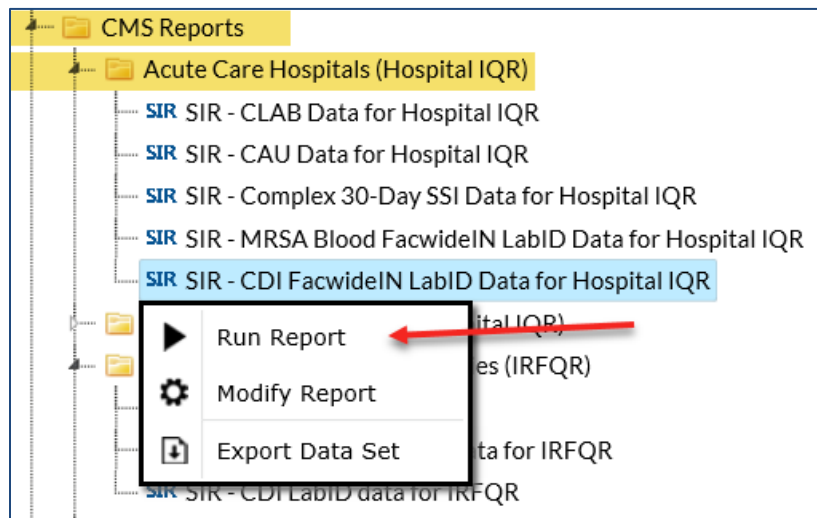 CMS Reports
Acute Care Hospitals (Hospital IQR)
SIR SIR - CLAB Data for Hospital IQR
SIR SIR - CAU Data for Hospital IQR
SIR SIR - Complex 30-Day SSI Data for Hospital IQR
SIR SIR - MRSA Blood FacwideIN LabID Data for Hospital IQR
SIR SIR - CDI FacwideIN LabID Data for Hospital IQR
Run Report ital IQR)
es (IRFQR)
Modify Report
Export Data Set ta for IRFQR
SIR SIR - CDI LabID data for IRFQR